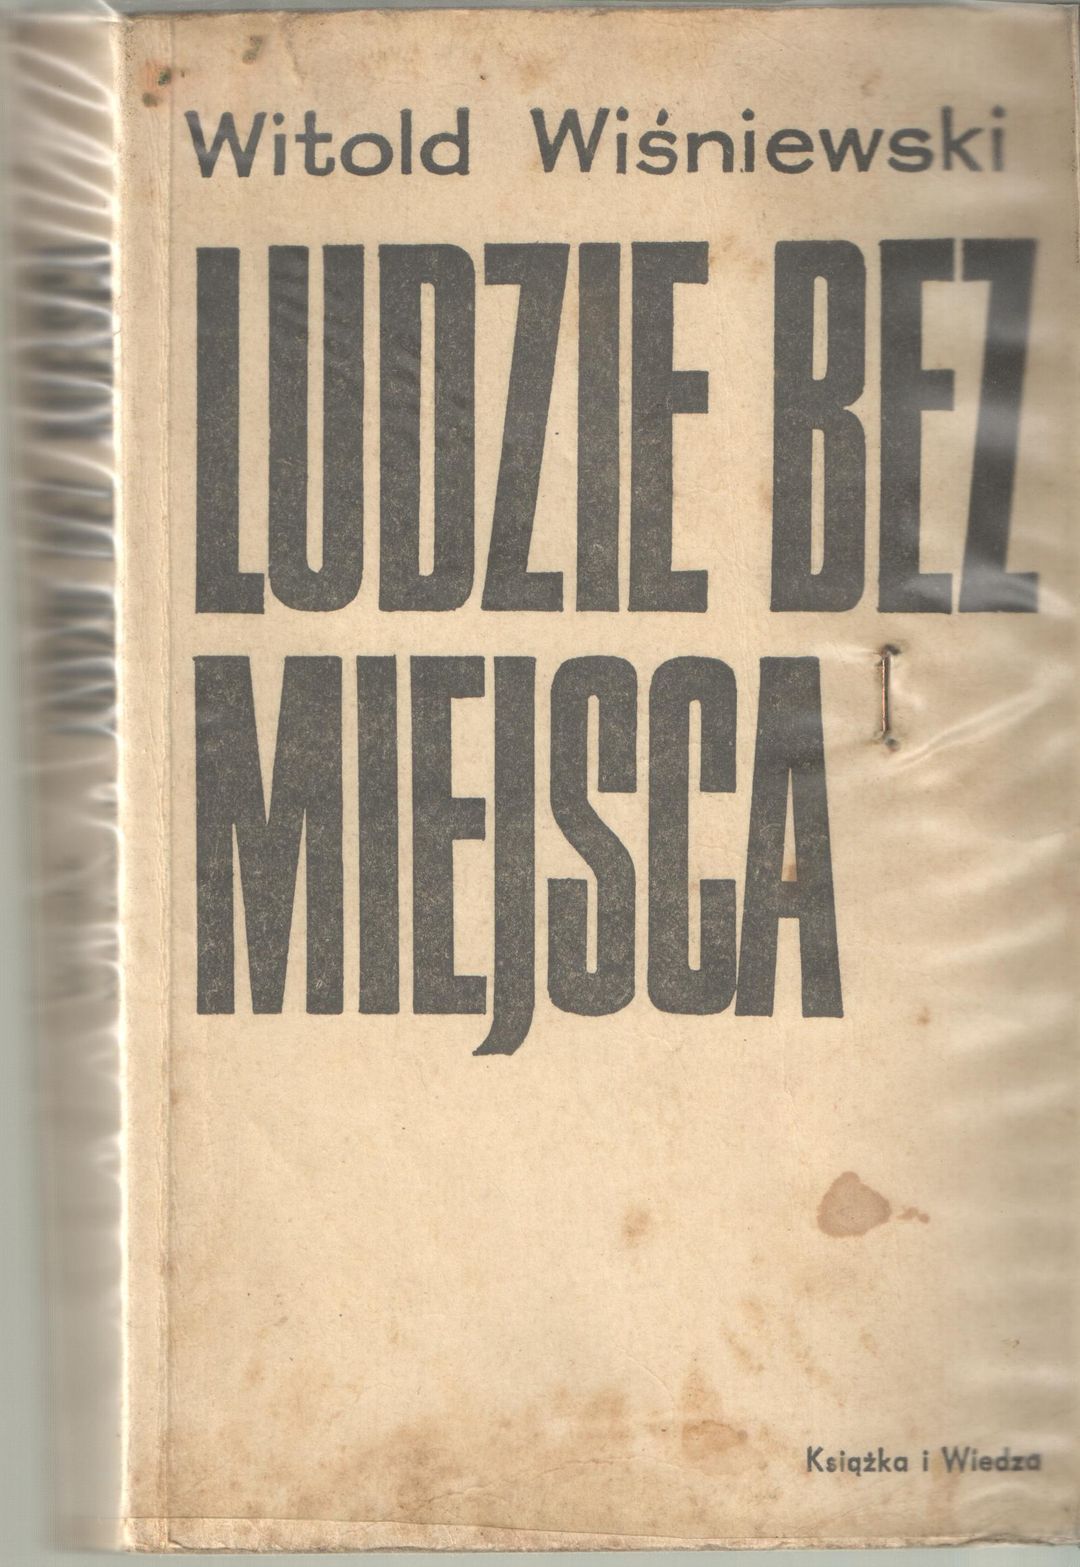 Witold Wiśniewski
LUDZIE BEZ
MIEJSCA
Książka i Wiedza